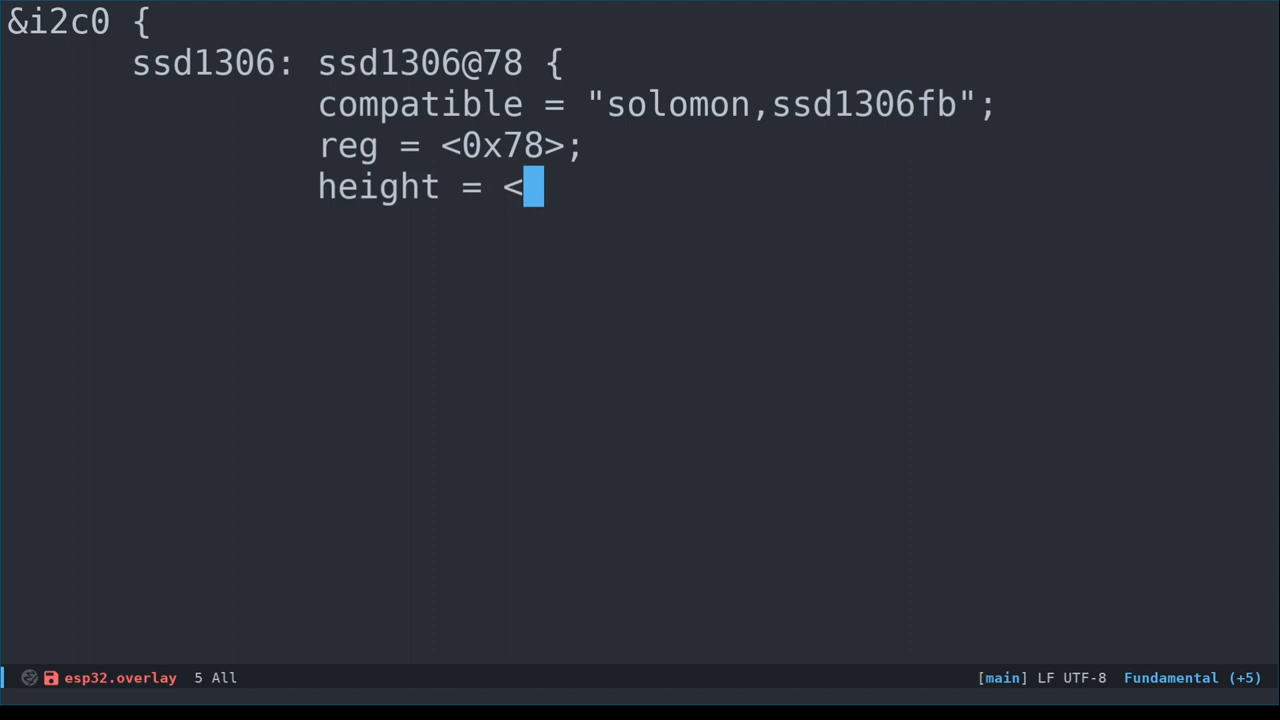 &i2c0 {
ssd1306: ssd1306@78 {
compatible = "solomon,ssd1306fb";
reg = <0x78>;
height = <
esp32.overlay 5 All [main] LF UTF-8 Fundamental (+5)